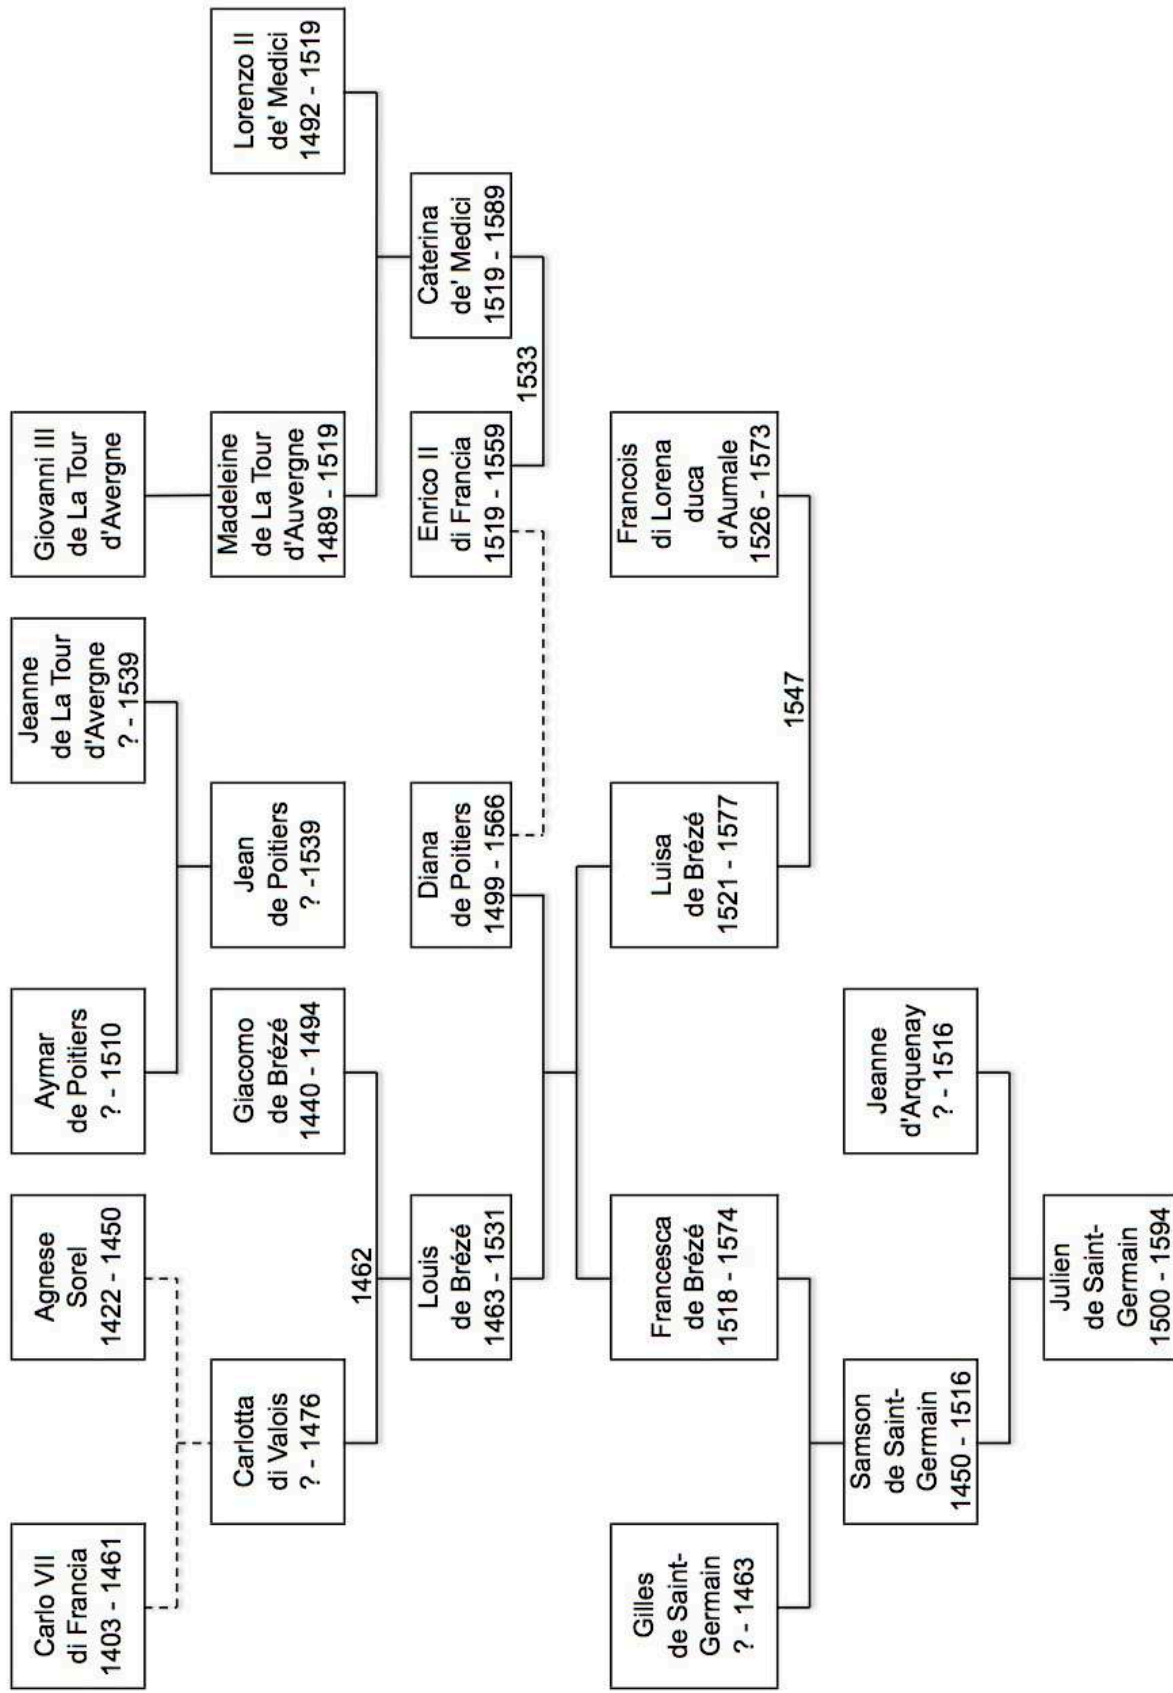 Carlo VII
di Francia
1403 - 1461
Agnese
Sorel
1422 - 1450
Aymar
de Poitiers
? - 1510
Jeanne
de La Tour
d'Avergne
? - 1539
Giovanni III
de La Tour
d'Avergne
Carlotta
di Valois
? - 1476
Giacomo
de Brézé
1440 - 1494
Jean
de Poitiers
? -1539
Madeleine
de La Tour
d'Auvergne
1489 - 1519
Lorenzo II
de' Medici
1492 - 1519
1462
Louis
de Brézé
1463 - 1531
Diana
de Poitiers
1499 - 1566
Enrico II
di Francia
1519 - 1559
Caterina
de' Medici
1519 - 1589
1533
Gilles
de Saint-
Germain
? - 1463
Francesca
de Brézé
1518 - 1574
Luisa
de Brézé
1521 - 1577
Francois
di Lorena
duca
d'Aumale
1526 - 1573
1547
Samson
de Saint-
Germain
1450 - 1516
Jeanne
d'Arquenay
? - 1516
Julien
de Saint-
Germain
1500 - 1594